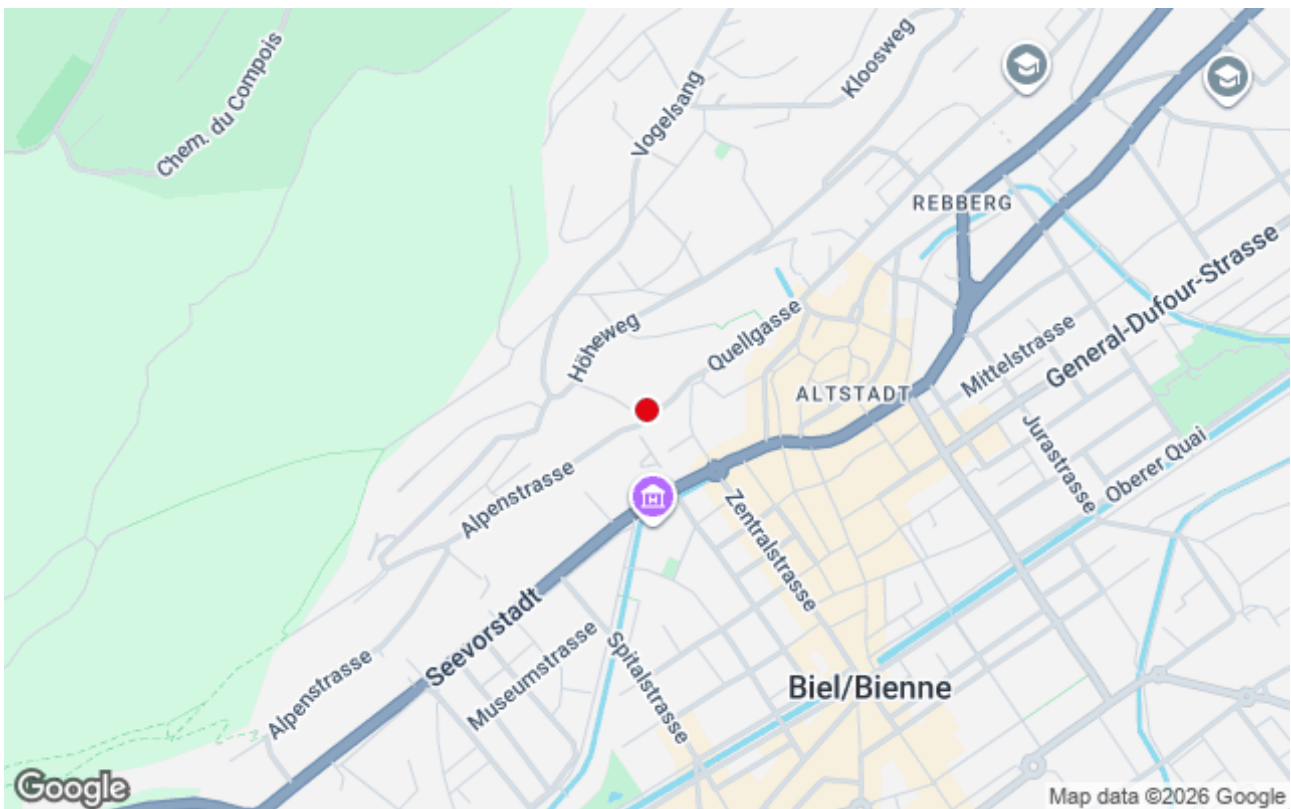 Chem. du Compois
Vogelsang
Kloosweg
REBBERG
Höheweg
Quellgasse
General-Dufour-Strasse
Mittelstrasse
ALTSTADT
Jurastrasse
Oberer Quai
Alpenstrasse
Zentralstrasse
Seevorstadt
Museumstrasse
Spitalstrasse
Alpenstrasse
Biel/Bienne
Google
Map data ©2026 Google